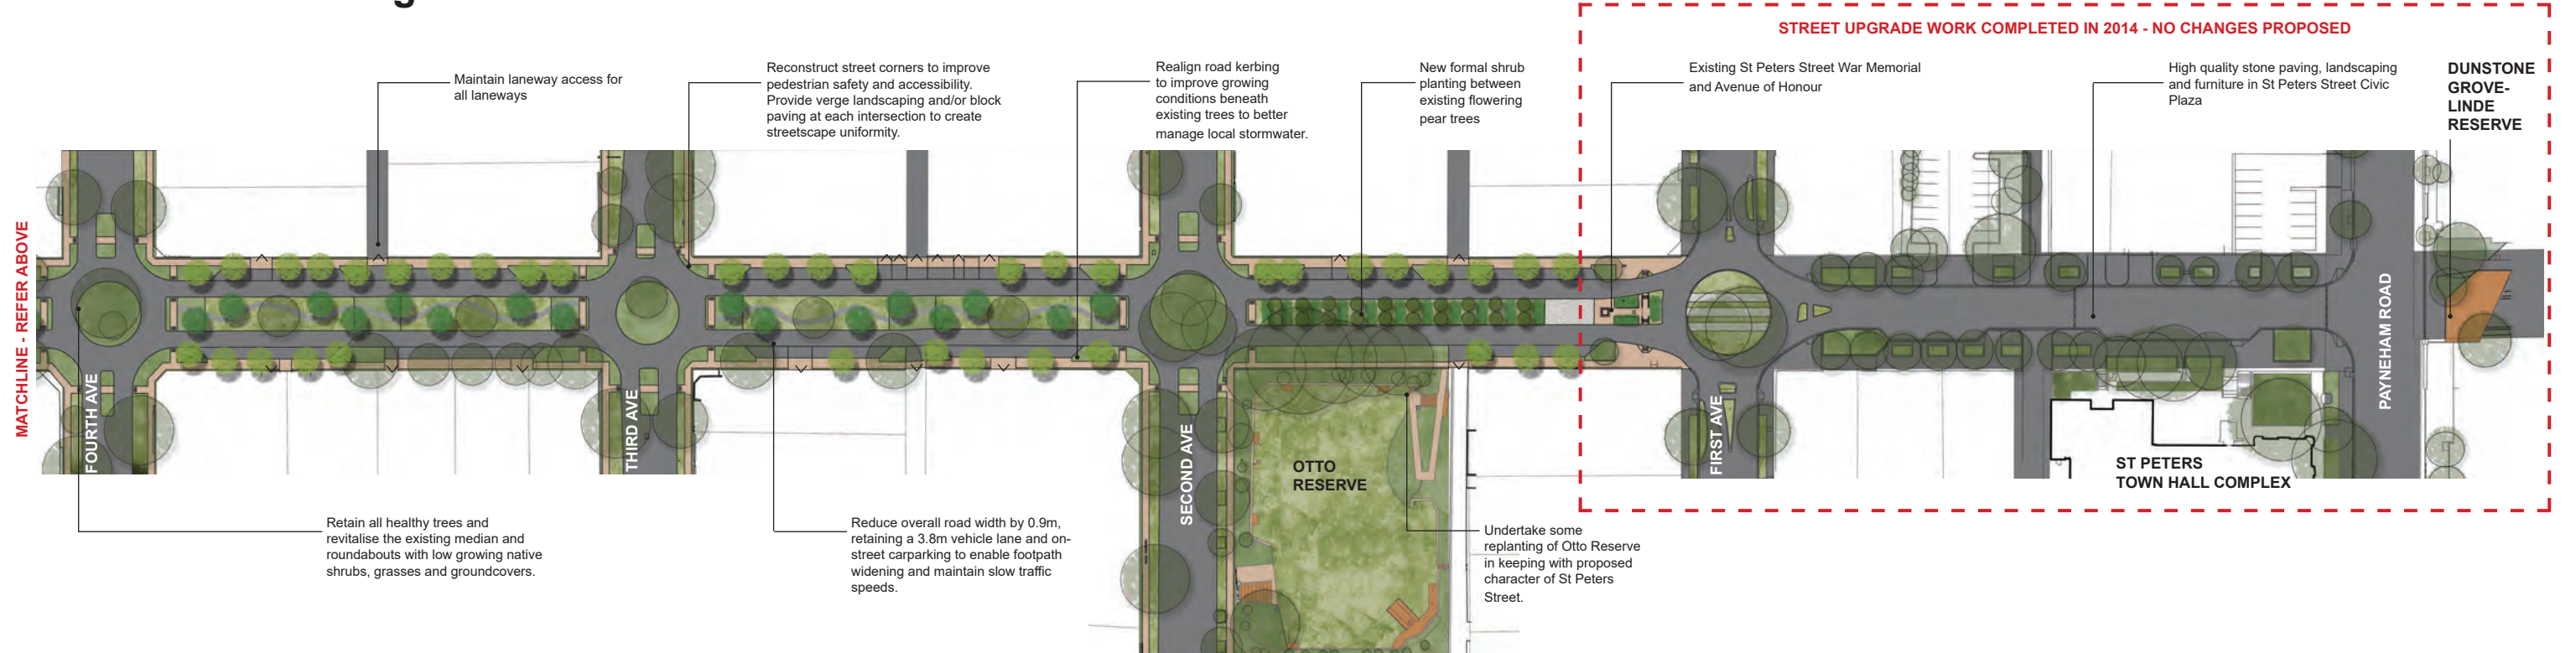 STREET UPGRADE WORK COMPLETED IN 2014 - NO CHANGES PROPOSED
Maintain laneway access for
all laneways
Reconstruct street corners to improve
pedestrian safety and accessibility.
Provide verge landscaping and/or block
paving at each intersection to create
streetscape uniformity.
Realign road kerbing
to improve growing
conditions beneath
existing trees to better
manage local stormwater.
New formal shrub
planting between
existing flowering
pear trees
Existing St Peters Street War Memorial
and Avenue of Honour
High quality stone paving, landscaping
and furniture in St Peters Street Civic
Plaza
DUNSTONE
GROVE-
LINDE
RESERVE
MATCHLINE - REFER ABOVE
FOURTH AVE
THIRD AVE
SECOND AVE
FIRST AVE
PAYNEHAM ROAD
OTTO
RESERVE
ST PETERS
TOWN HALL COMPLEX
Retain all healthy trees and
revitalise the existing median and
roundabouts with low growing native
shrubs, grasses and groundcovers.
Reduce overall road width by 0.9m,
retaining a 3.8m vehicle lane and on-
street carparking to enable footpath
widening and maintain slow traffic
speeds.
Undertake some
replanting of Otto Reserve
in keeping with proposed
character of St Peters
Street.